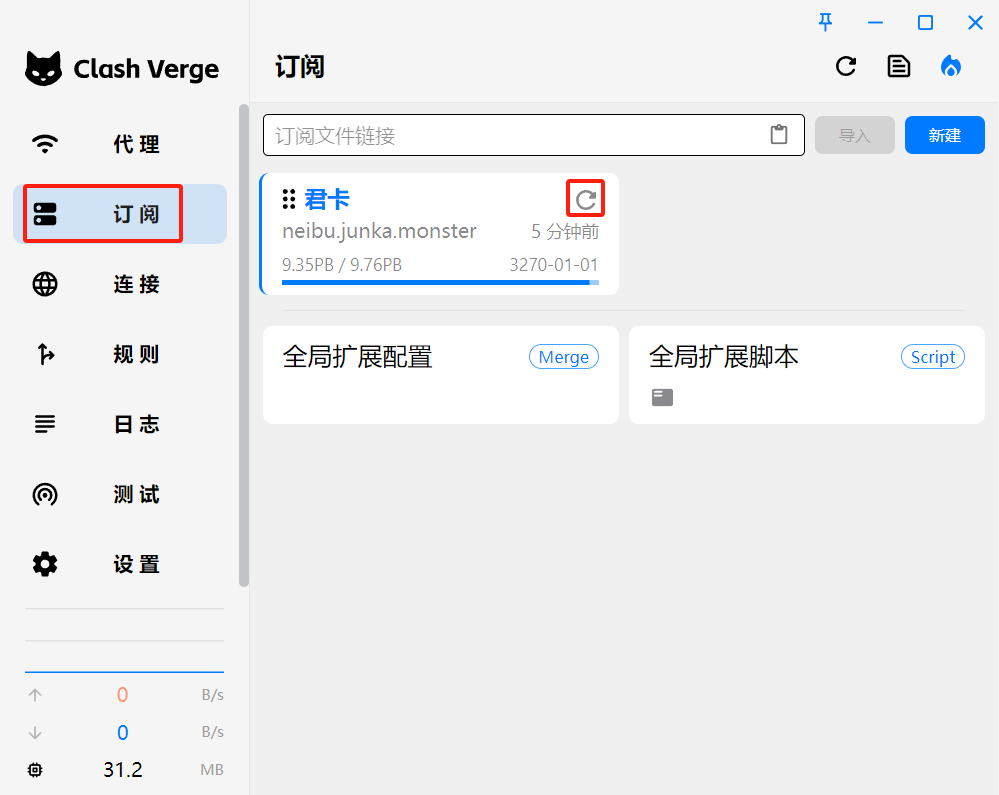 Clash Verge
代理
订阅
连接
规则
日志
测试
设置
0 B/s
0 B/s
31.2 MB
订阅
订阅文件链接
导入
新建
君卡
neibu.junka.monster 5 分钟前
9.35PB / 9.76PB 3270-01-01
全局扩展配置 Merge
全局扩展脚本 Script